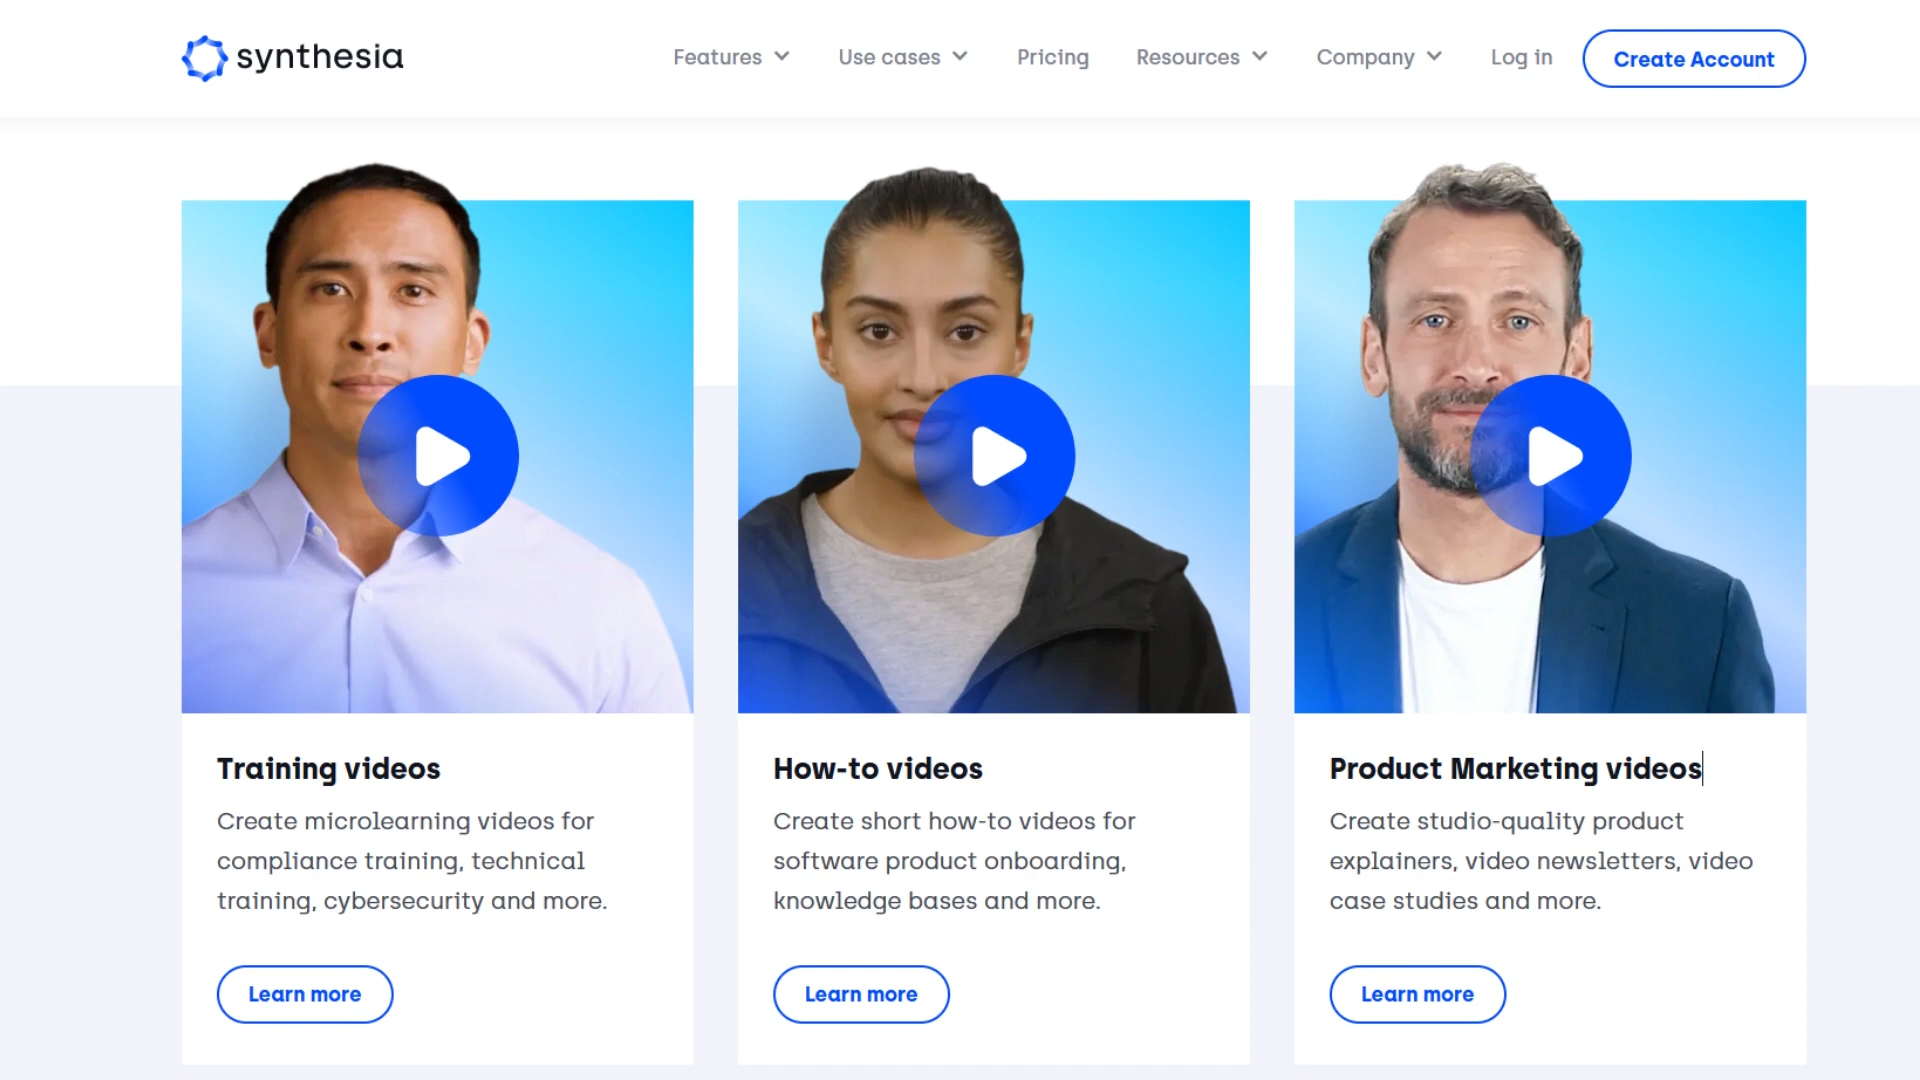 synthesia
Features
Use cases
Pricing
Resources
Company
Log in
Create Account
Training videos
Create microlearning videos for
compliance training, technical
training, cybersecurity and more.
Learn more
How-to videos
Create short how-to videos for
software product onboarding,
knowledge bases and more.
Learn more
Product Marketing videos
Create studio-quality product
explainers, video newsletters, video
case studies and more.
Learn more